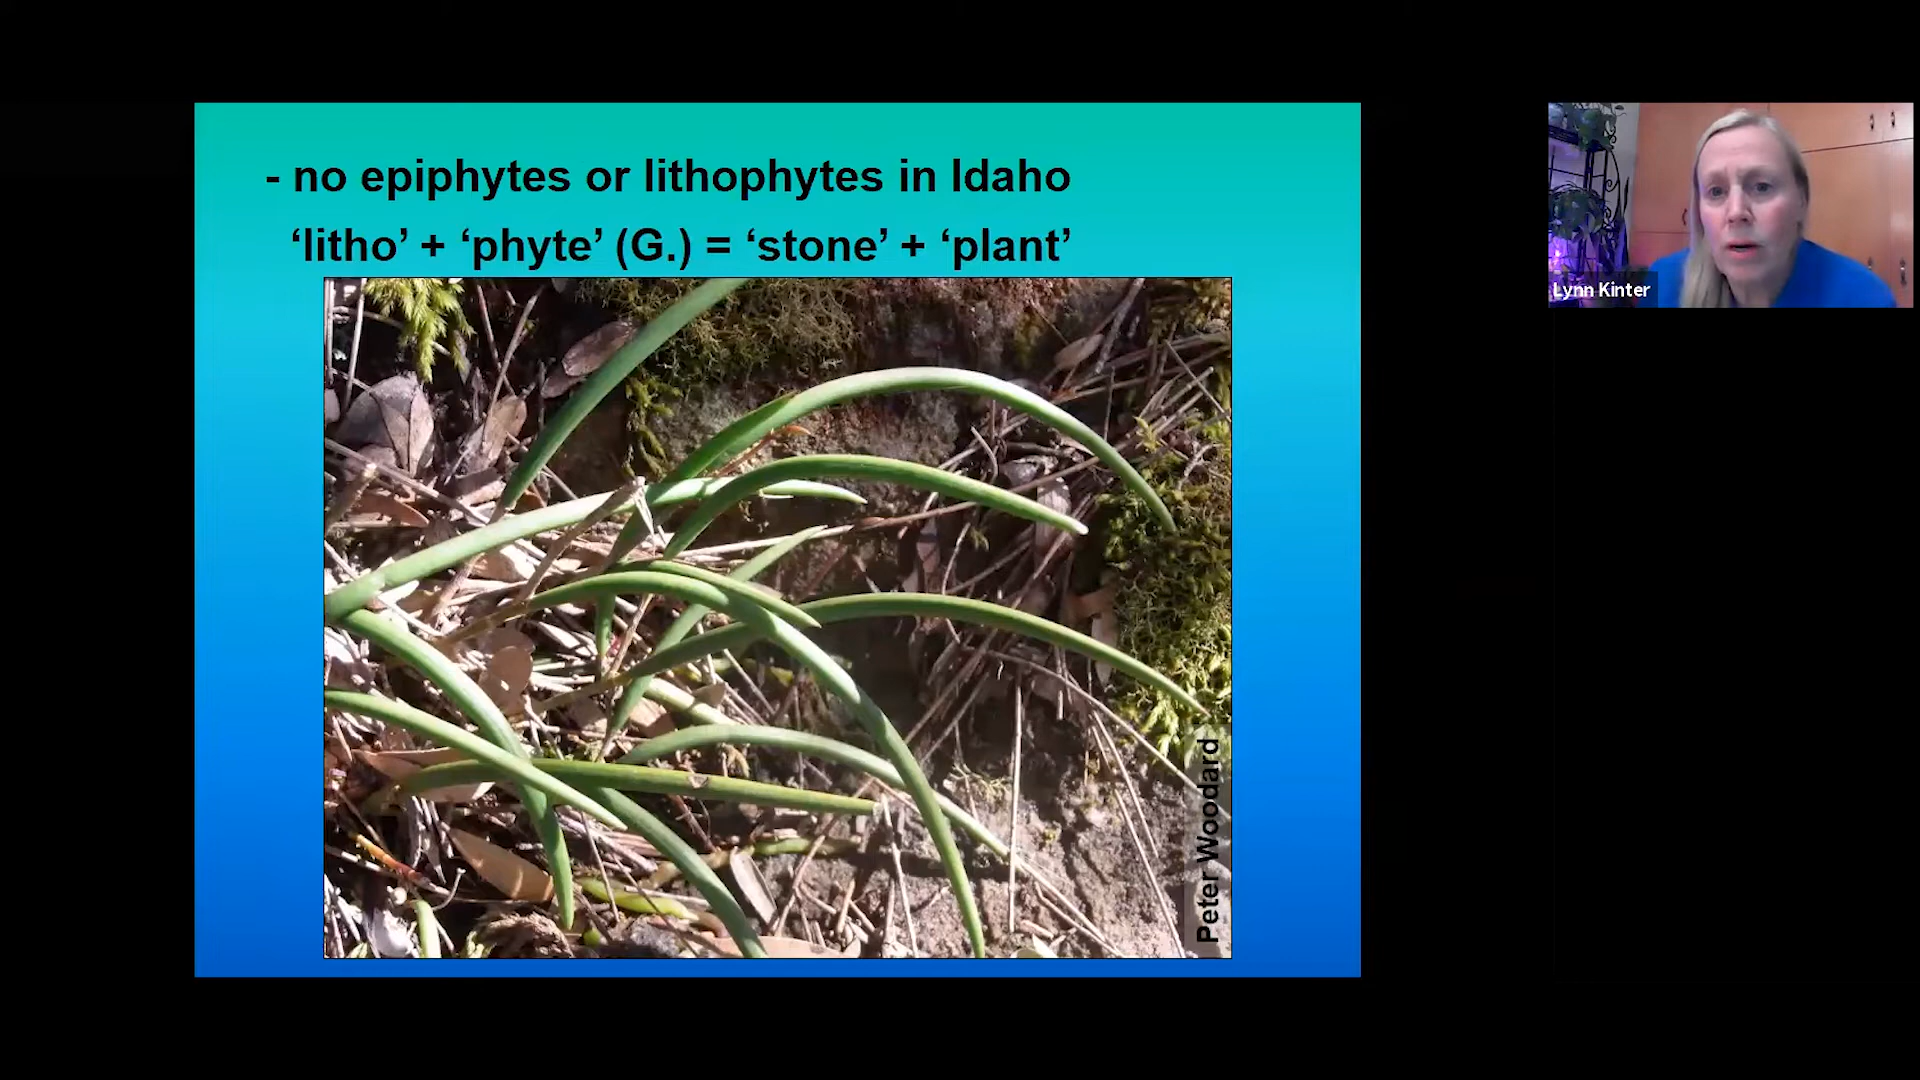 - no epiphytes or lithophytes in Idaho
‘litho’ + ‘phyte’ (G.) = ‘stone’ + ‘plant’
Peter Woodard
Lynn Kinter